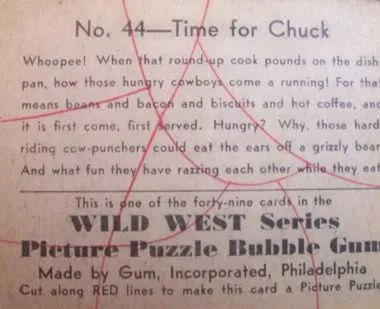 No. 44—Time for Chuck
Whoopee! When that round-up cook pounds on the dish-
pan, how those hungry cowboys come a running! For that
means beans and bacon and biscuits and hot coffee, and
it is first come, first served. Hungry? Why, those hard-
riding cow-punchers could eat the ears off a grizzly bear.
And what fun they have razzing each other while they eat.
This is one of the forty-nine cards in the
WILD WEST Series
Picture Puzzle Bubble Gum
Made by Gum, Incorporated, Philadelphia
Cut along RED lines to make this card a Picture Puzzle